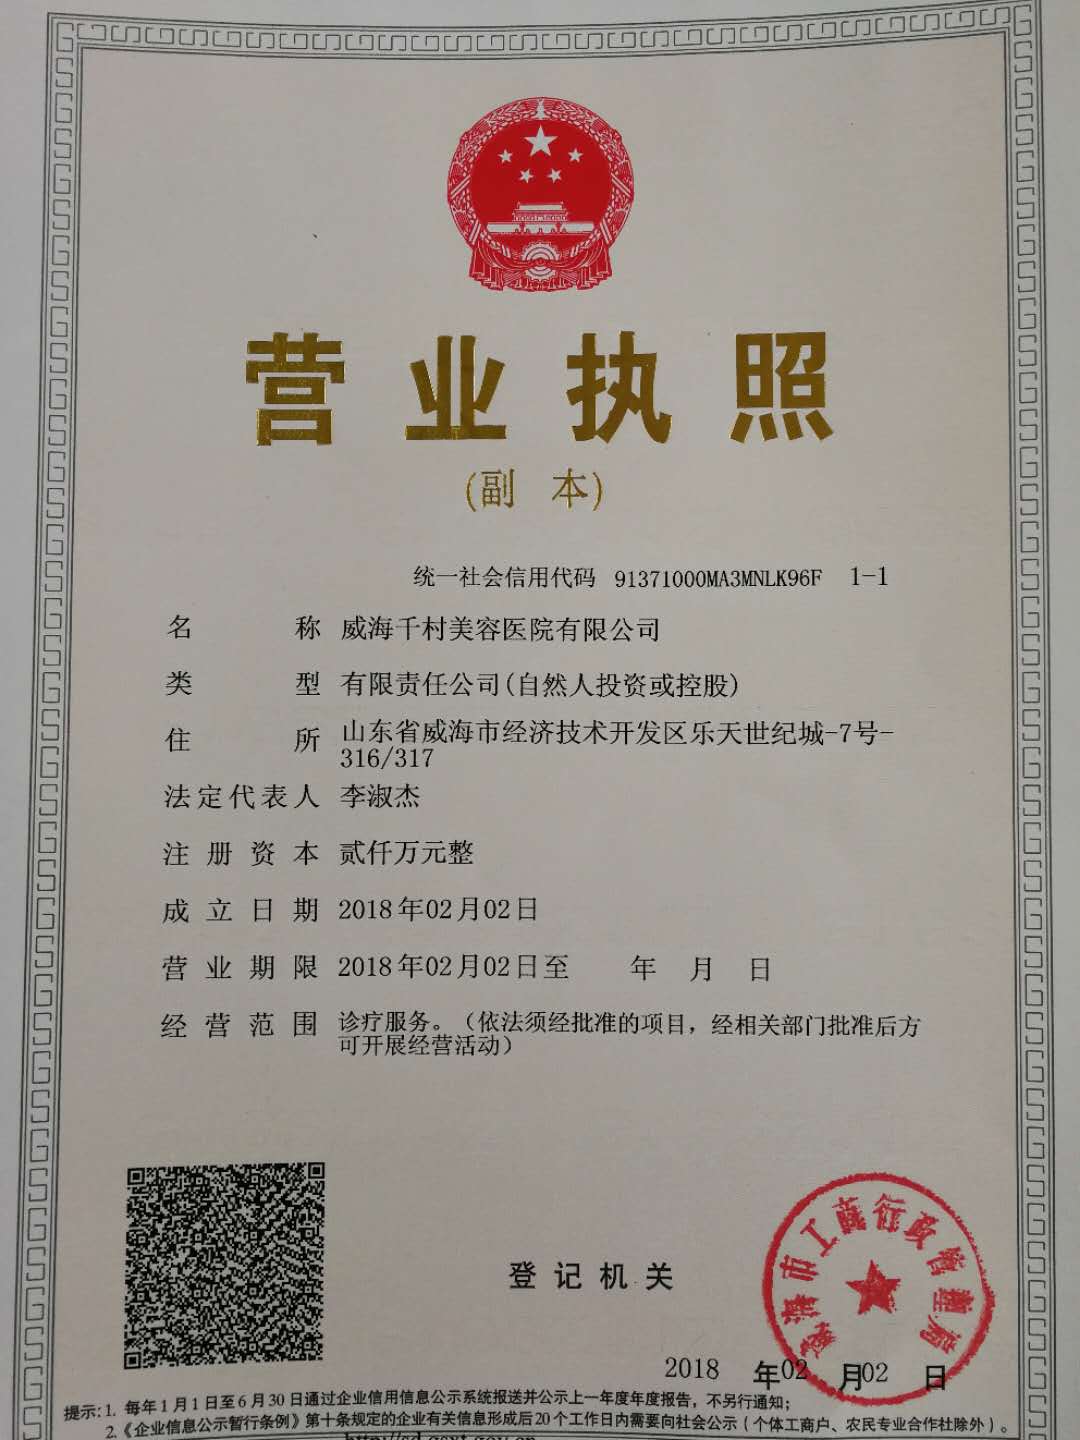 营业执照
(副 本)
统一社会信用代码 91371000MA3MNLK96F 1-1
名称 威海千村美容医院有限公司
类型 有限责任公司(自然人投资或控股)
住所 山东省威海市经济技术开发区乐天世纪城-7号-
316/317
法定代表人 李淑杰
注册资本 贰仟万元整
成立日期 2018年02月02日
营业期限 2018年02月02日至 年 月 日
经营范围 诊疗服务。（依法须经批准的项目，经相关部门批准后方
可开展经营活动）
威海市工商行政管理局
登记机关
2018 年02 月02 日
提示:1. 每年1月1日至6月30日通过企业信用信息公示系统报送并公示上一年度年度报告，不另行通知；
2.《企业信息公示暂行条例》第十条规定的企业有关信息形成后20个工作日内需要向社会公示（个体工商户、农民专业合作社除外）。